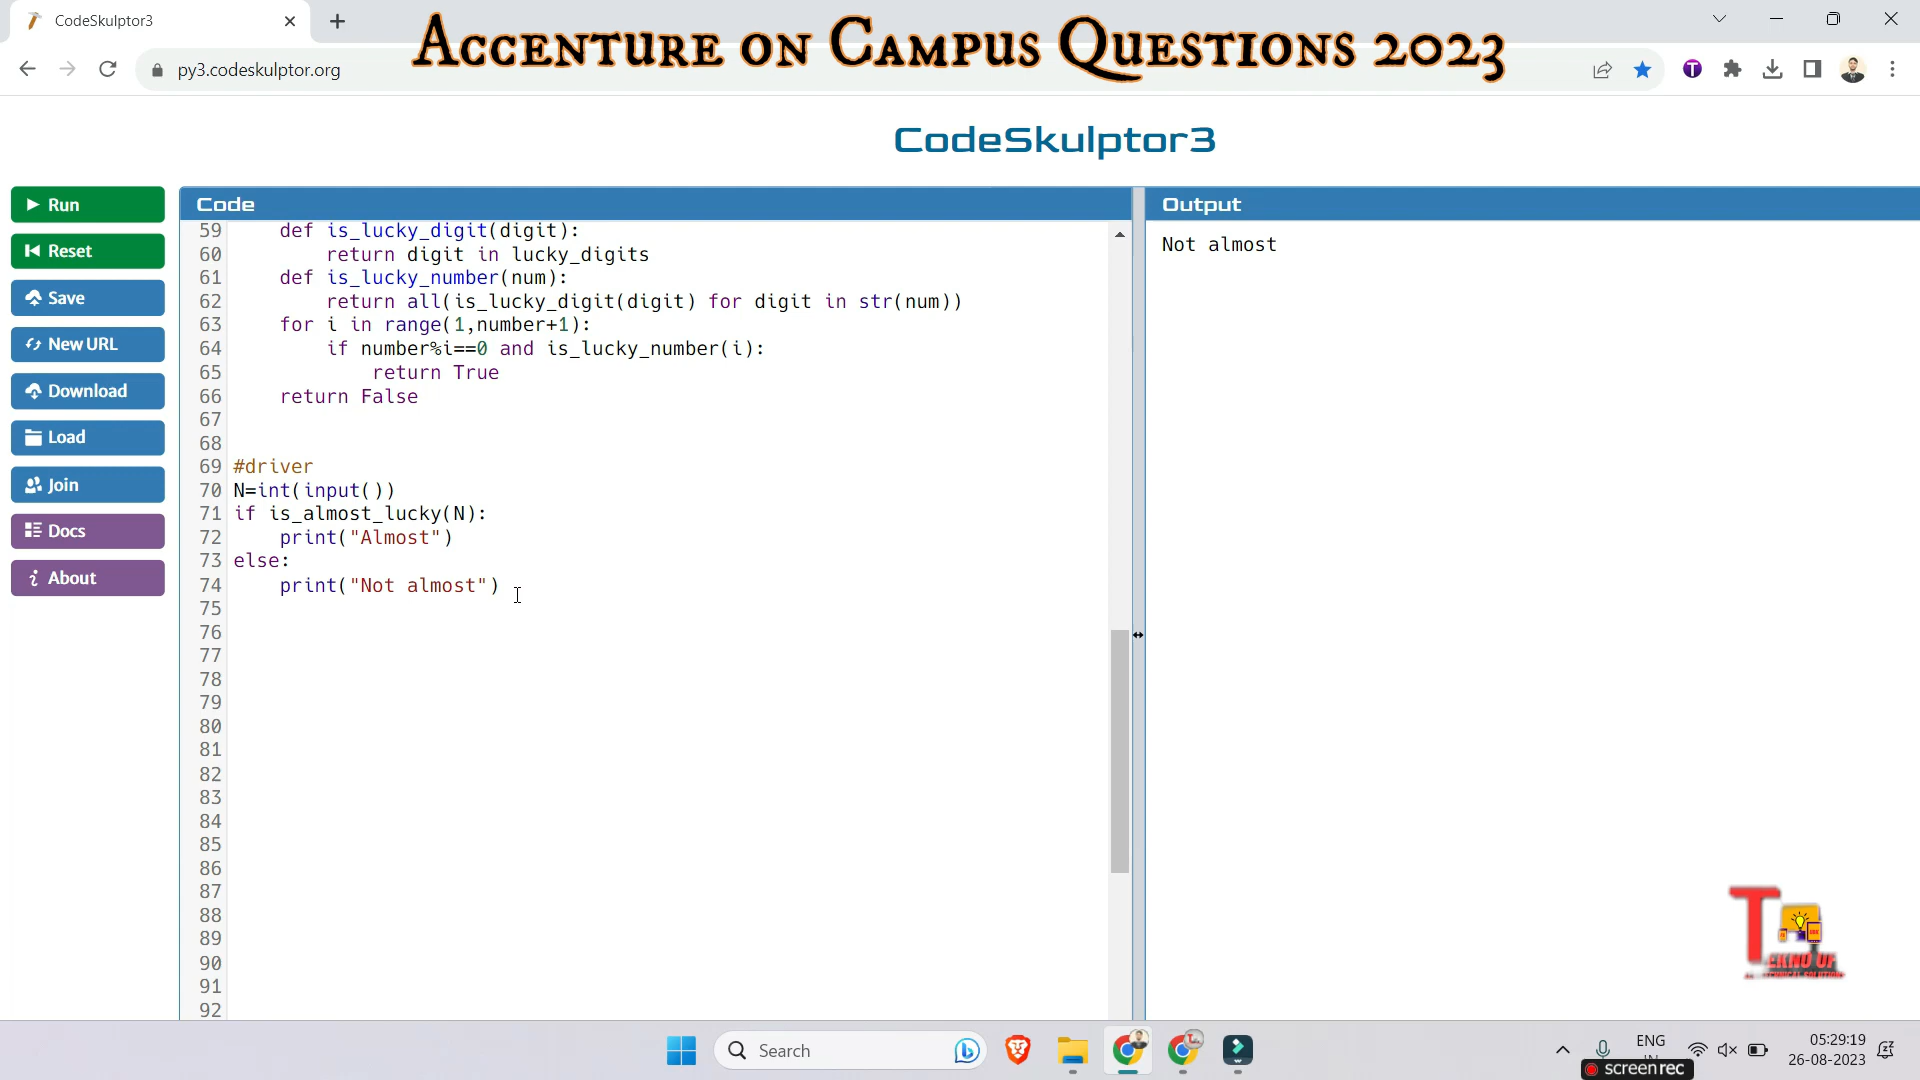 CodeSkulptor3
Accenture on Campus Questions 2023
py3.codeskulptor.org
CodeSkulptor3
Run
Reset
Save
New URL
Download
Load
Join
Docs
About
Code
59 def is_lucky_digit(digit):
60 return digit in lucky_digits
61 def is_lucky_number(num):
62 return all(is_lucky_digit(digit) for digit in str(num))
63 for i in range(1,number+1):
64 if number%i==0 and is_lucky_number(i):
65 return True
66 return False
67
68
69 #driver
70 N=int(input())
71 if is_almost_lucky(N):
72 print("Almost")
73 else:
74 print("Not almost")
75
76
77
78
79
80
81
82
83
84
85
86
87
88
89
90
91
92
Output
Not almost
T
EKNO UF
Search
ENG
05:29:19
26-08-2023
screenrec